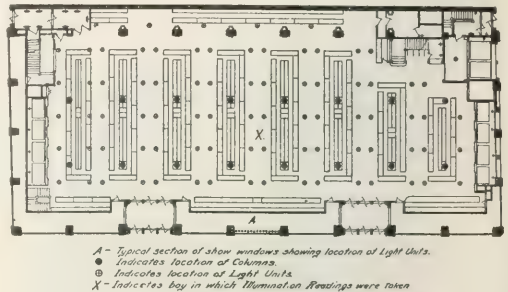 X
A
A - Typical section of show windows showing location of Light Units.
● Indicates location of Columns.
⊕ Indicates location of Light Units.
X - Indicates bay in which Illumination Readings were taken